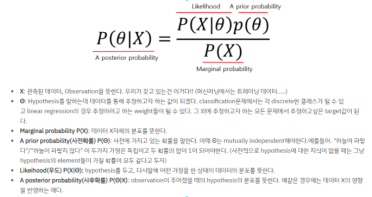 Likelihood A prior probability
P(θ|X) = P(X|θ)p(θ) / P(X)
A posterior probability
Marginal probability
• X: 관측된 데이터, Observation을 뜻한다. 우리가 갖고 있는건 이거다!! (머신러닝에서는 트레이닝 데이터.....)
• Θ: Hypothesis를 말하는데 데이터를 통해 추정하고자 하는 값이 되겠다. classification문제에서는 각 discrete한 클래스가 될 수 있
고 linear regression의 경우 추정하려고 하는 weight들이 될 수 있다. 그 외에 추정하고자 하는 모든 문제에서 추정하고싶은 target값이 된
다.
• Marginal probability P(X): 데이터 X자체의 분포를 뜻한다.
• A prior probability(사전확률) P(Θ): 사전에 가지고 있는 확률을 말한다. 이때 Θ는 mutually independent해야한다.예를들어, "하늘이 파랗
다"/"하늘이 파랗지 않다" 이 두가지 가정은 독립이고 두 확률의 합이 1이 되어야한다. (사전적으로 hypothesis에 대한 지식이 없을 때는 그냥
hypothesis의 element들이 가질 확률이 모두 같다고 두자)
• Likelihood(우도) P(X|Θ): hypothesis를 두고, 다시말해 어떤 가정을 한 상태의 데이터의 분포를 뜻한다.
• A posterior probability(사후확률) P(Θ|X): observation이 주어졌을 때의 hypothesis의 분포를 뜻한다. 예같은 경우에는 데이터 X의 영향
을 반영하는 애다.